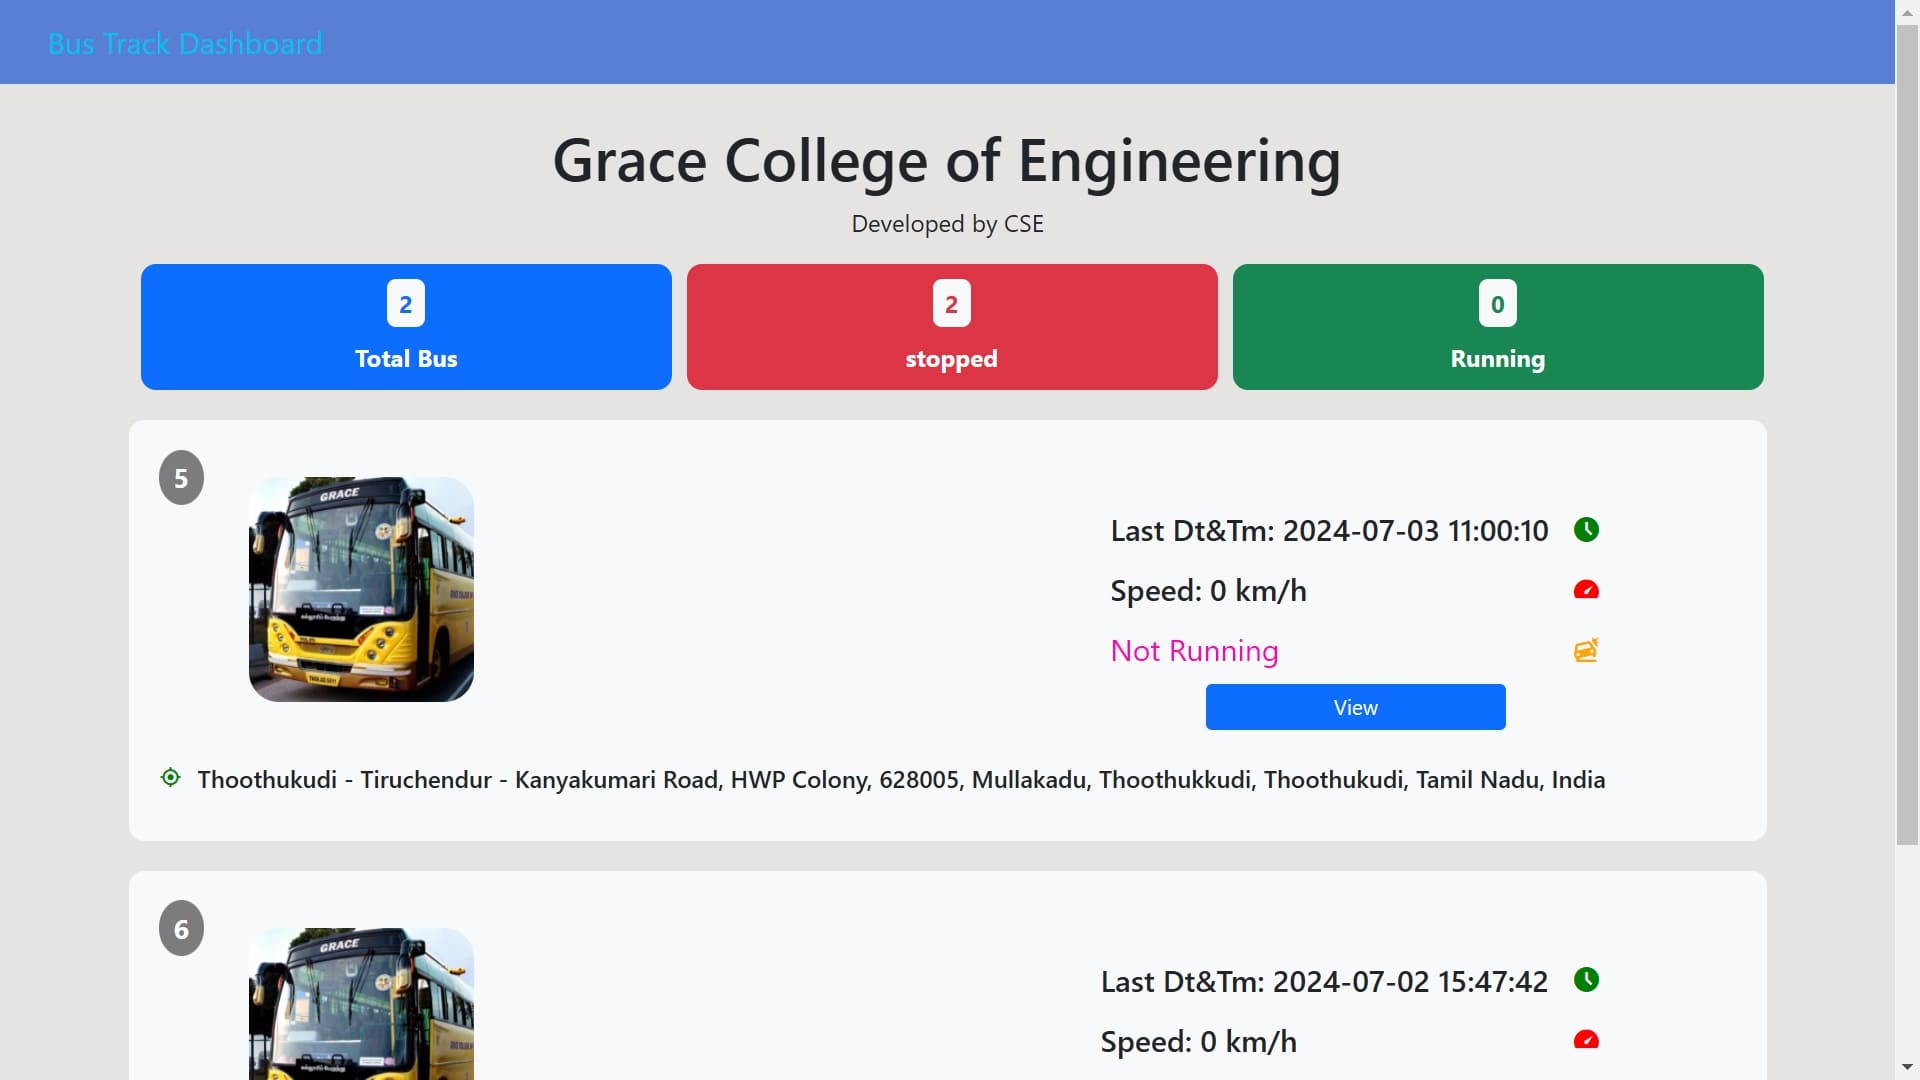 Bus Track Dashboard
Grace College of Engineering
Developed by CSE
2
Total Bus
2
stopped
0
Running
5
GRACE
Last Dt&Tm: 2024-07-03 11:00:10
Speed: 0 km/h
Not Running
View
Thoothukudi - Tiruchendur - Kanyakumari Road, HWP Colony, 628005, Mullakadu, Thoothukkudi, Thoothukudi, Tamil Nadu, India
6
GRACE
Last Dt&Tm: 2024-07-02 15:47:42
Speed: 0 km/h